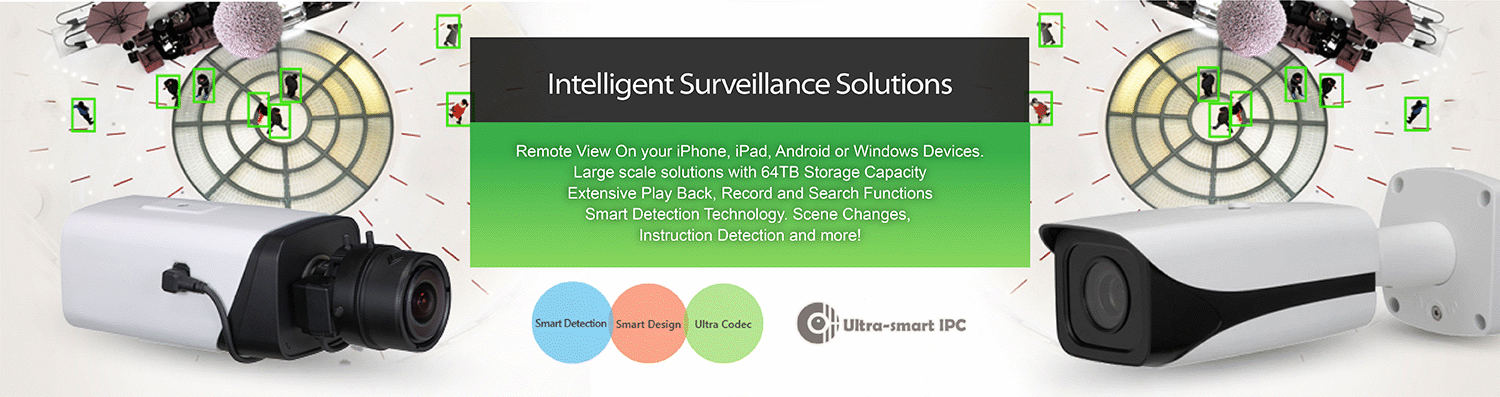 Intelligent Surveillance Solutions
Remote View On your iPhone, iPad, Android or Windows Devices.
Large scale solutions with 64TB Storage Capacity
Extensive Play Back, Record and Search Functions
Smart Detection Technology. Scene Changes,
Instruction Detection and more!
Smart Detection
Smart Design
Ultra Codec
Ultra-smart IPC